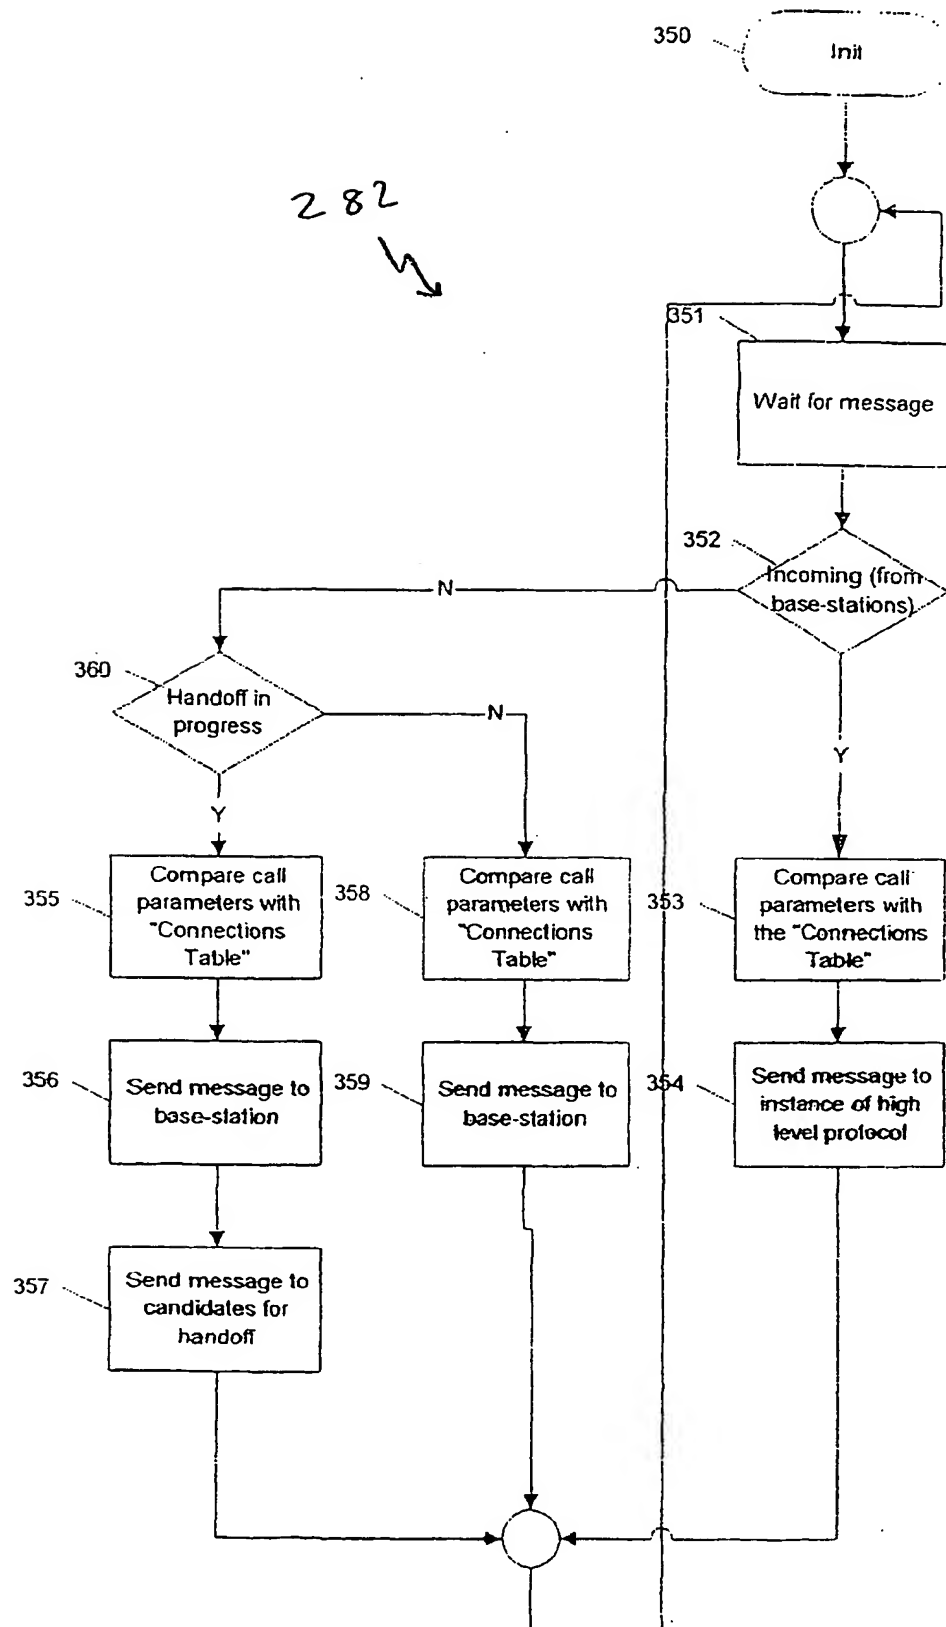 350
Init
282
351
Wait for message
352
Incoming (from
base-stations)
N
360
Handoff in
progress
N
Y
Y
355
Compare call
parameters with
"Connections
Table"
358
Compare call
parameters with
"Connections
Table"
353
Compare call
parameters with
the "Connections
Table"
356
Send message to
base-station
359
Send message to
base-station
354
Send message to
instance of high
level protocol
357
Send message to
candidates for
handoff